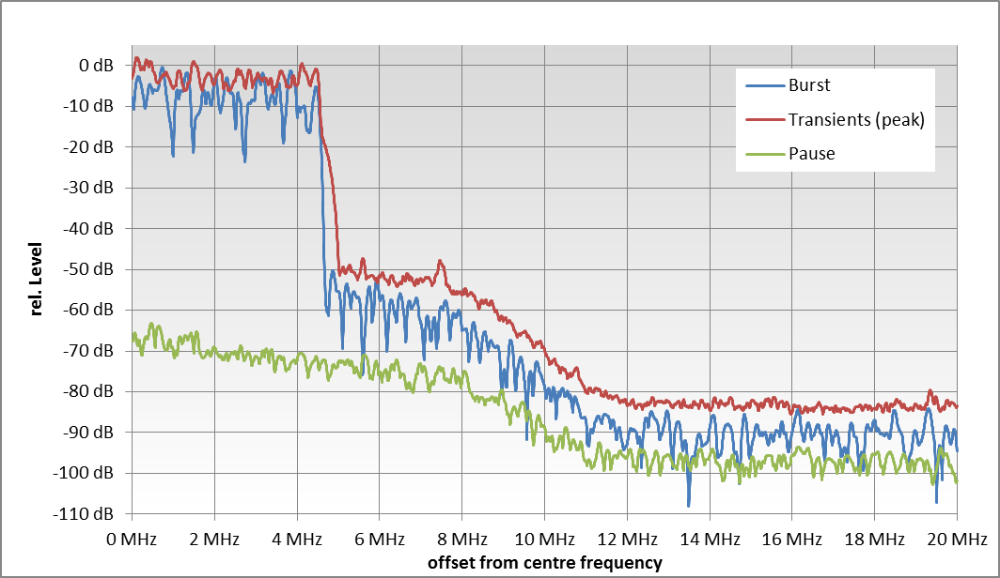 0 dB
-10 dB
-20 dB
-30 dB
-40 dB
-50 dB
-60 dB
-70 dB
-80 dB
-90 dB
-100 dB
-110 dB
rel. Level
Burst
Transients (peak)
Pause
0 MHz 2 MHz 4 MHz 6 MHz 8 MHz 10 MHz 12 MHz 14 MHz 16 MHz 18 MHz 20 MHz
offset from centre frequency